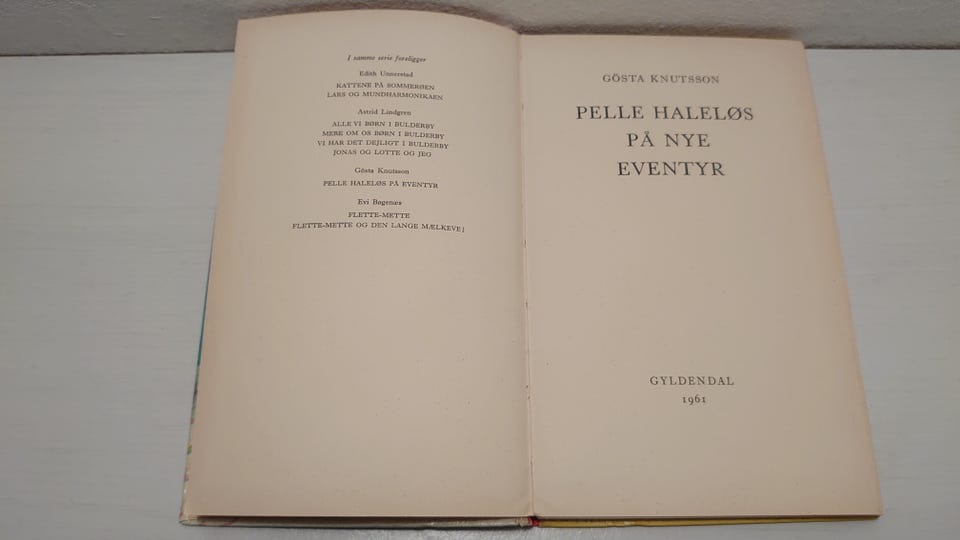 I samme serie foreligger
Edith Unnerstad
KATTENE PÅ SOMMERØEN
LARS OG MUNDHARMONIKAEN
Astrid Lindgren
ALLE VI BØRN I BULDERBY
MERE OM OS BØRN I BULDERBY
VI HAR DET DEJLIGT I BULDERBY
JONAS OG LOTTE OG JEG
Gösta Knutsson
PELLE HALELØS PÅ EVENTYR
Evi Bøgenæs
FLETTE-METTE
FLETTE-METTE OG DEN LANGE MÆLKEVEJ
GÖSTA KNUTSSON
PELLE HALELØS
PÅ NYE
EVENTYR
GYLDENDAL
1961